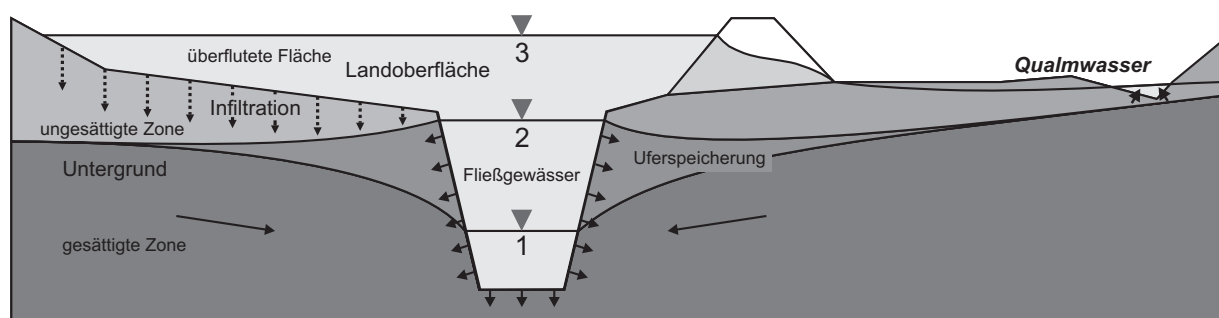 3
überflutete Fläche
Landoberfläche
Qualmwasser
Infiltration
ungesättigte Zone
2
Uferspeicherung
Untergrund
Fließgewässer
1
gesättigte Zone